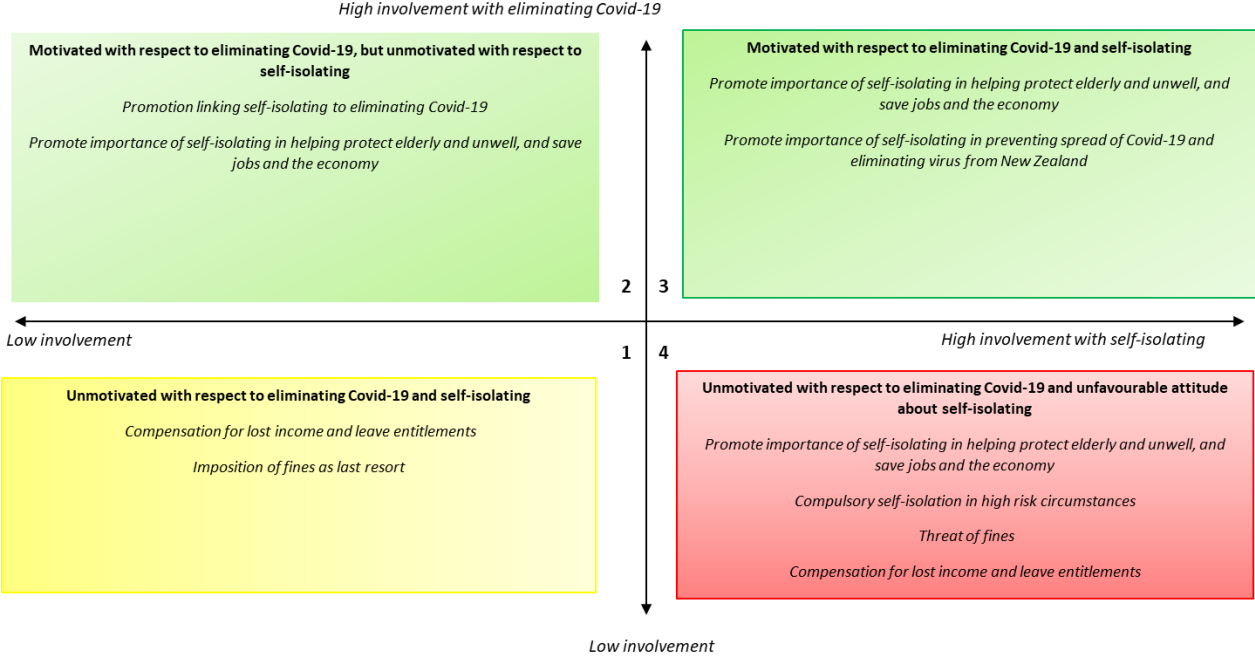 High involvement with eliminating Covid-19
Motivated with respect to eliminating Covid-19, but unmotivated with respect to
self-isolating
Promotion linking self-isolating to eliminating Covid-19
Promote importance of self-isolating in helping protect elderly and unwell, and save
jobs and the economy
Motivated with respect to eliminating Covid-19 and self-isolating
Promote importance of self-isolating in helping protect elderly and unwell, and
save jobs and the economy
Promote importance of self-isolating in preventing spread of Covid-19 and
eliminating virus from New Zealand
2 3
Low involvement
High involvement with self-isolating
1 4
Unmotivated with respect to eliminating Covid-19 and self-isolating
Compensation for lost income and leave entitlements
Imposition of fines as last resort
Unmotivated with respect to eliminating Covid-19 and unfavourable attitude
about self-isolating
Promote importance of self-isolating in helping protect elderly and unwell, and
save jobs and the economy
Compulsory self-isolation in high risk circumstances
Threat of fines
Compensation for lost income and leave entitlements
Low involvement